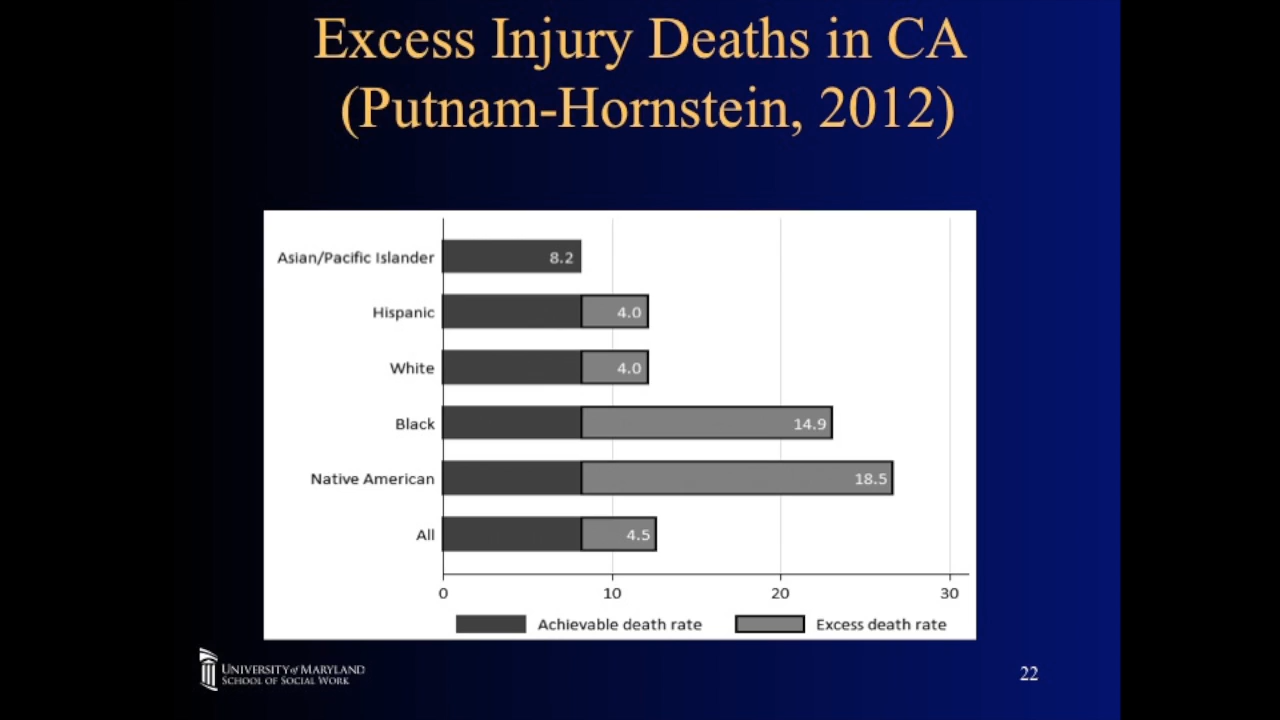 Excess Injury Deaths in CA
(Putnam-Hornstein, 2012)
Asian/Pacific Islander 8.2
Hispanic 4.0
White 4.0
Black 14.9
Native American 18.5
All 4.5
0 10 20 30
Achievable death rate Excess death rate
UNIVERSITY of MARYLAND
SCHOOL OF SOCIAL WORK
22